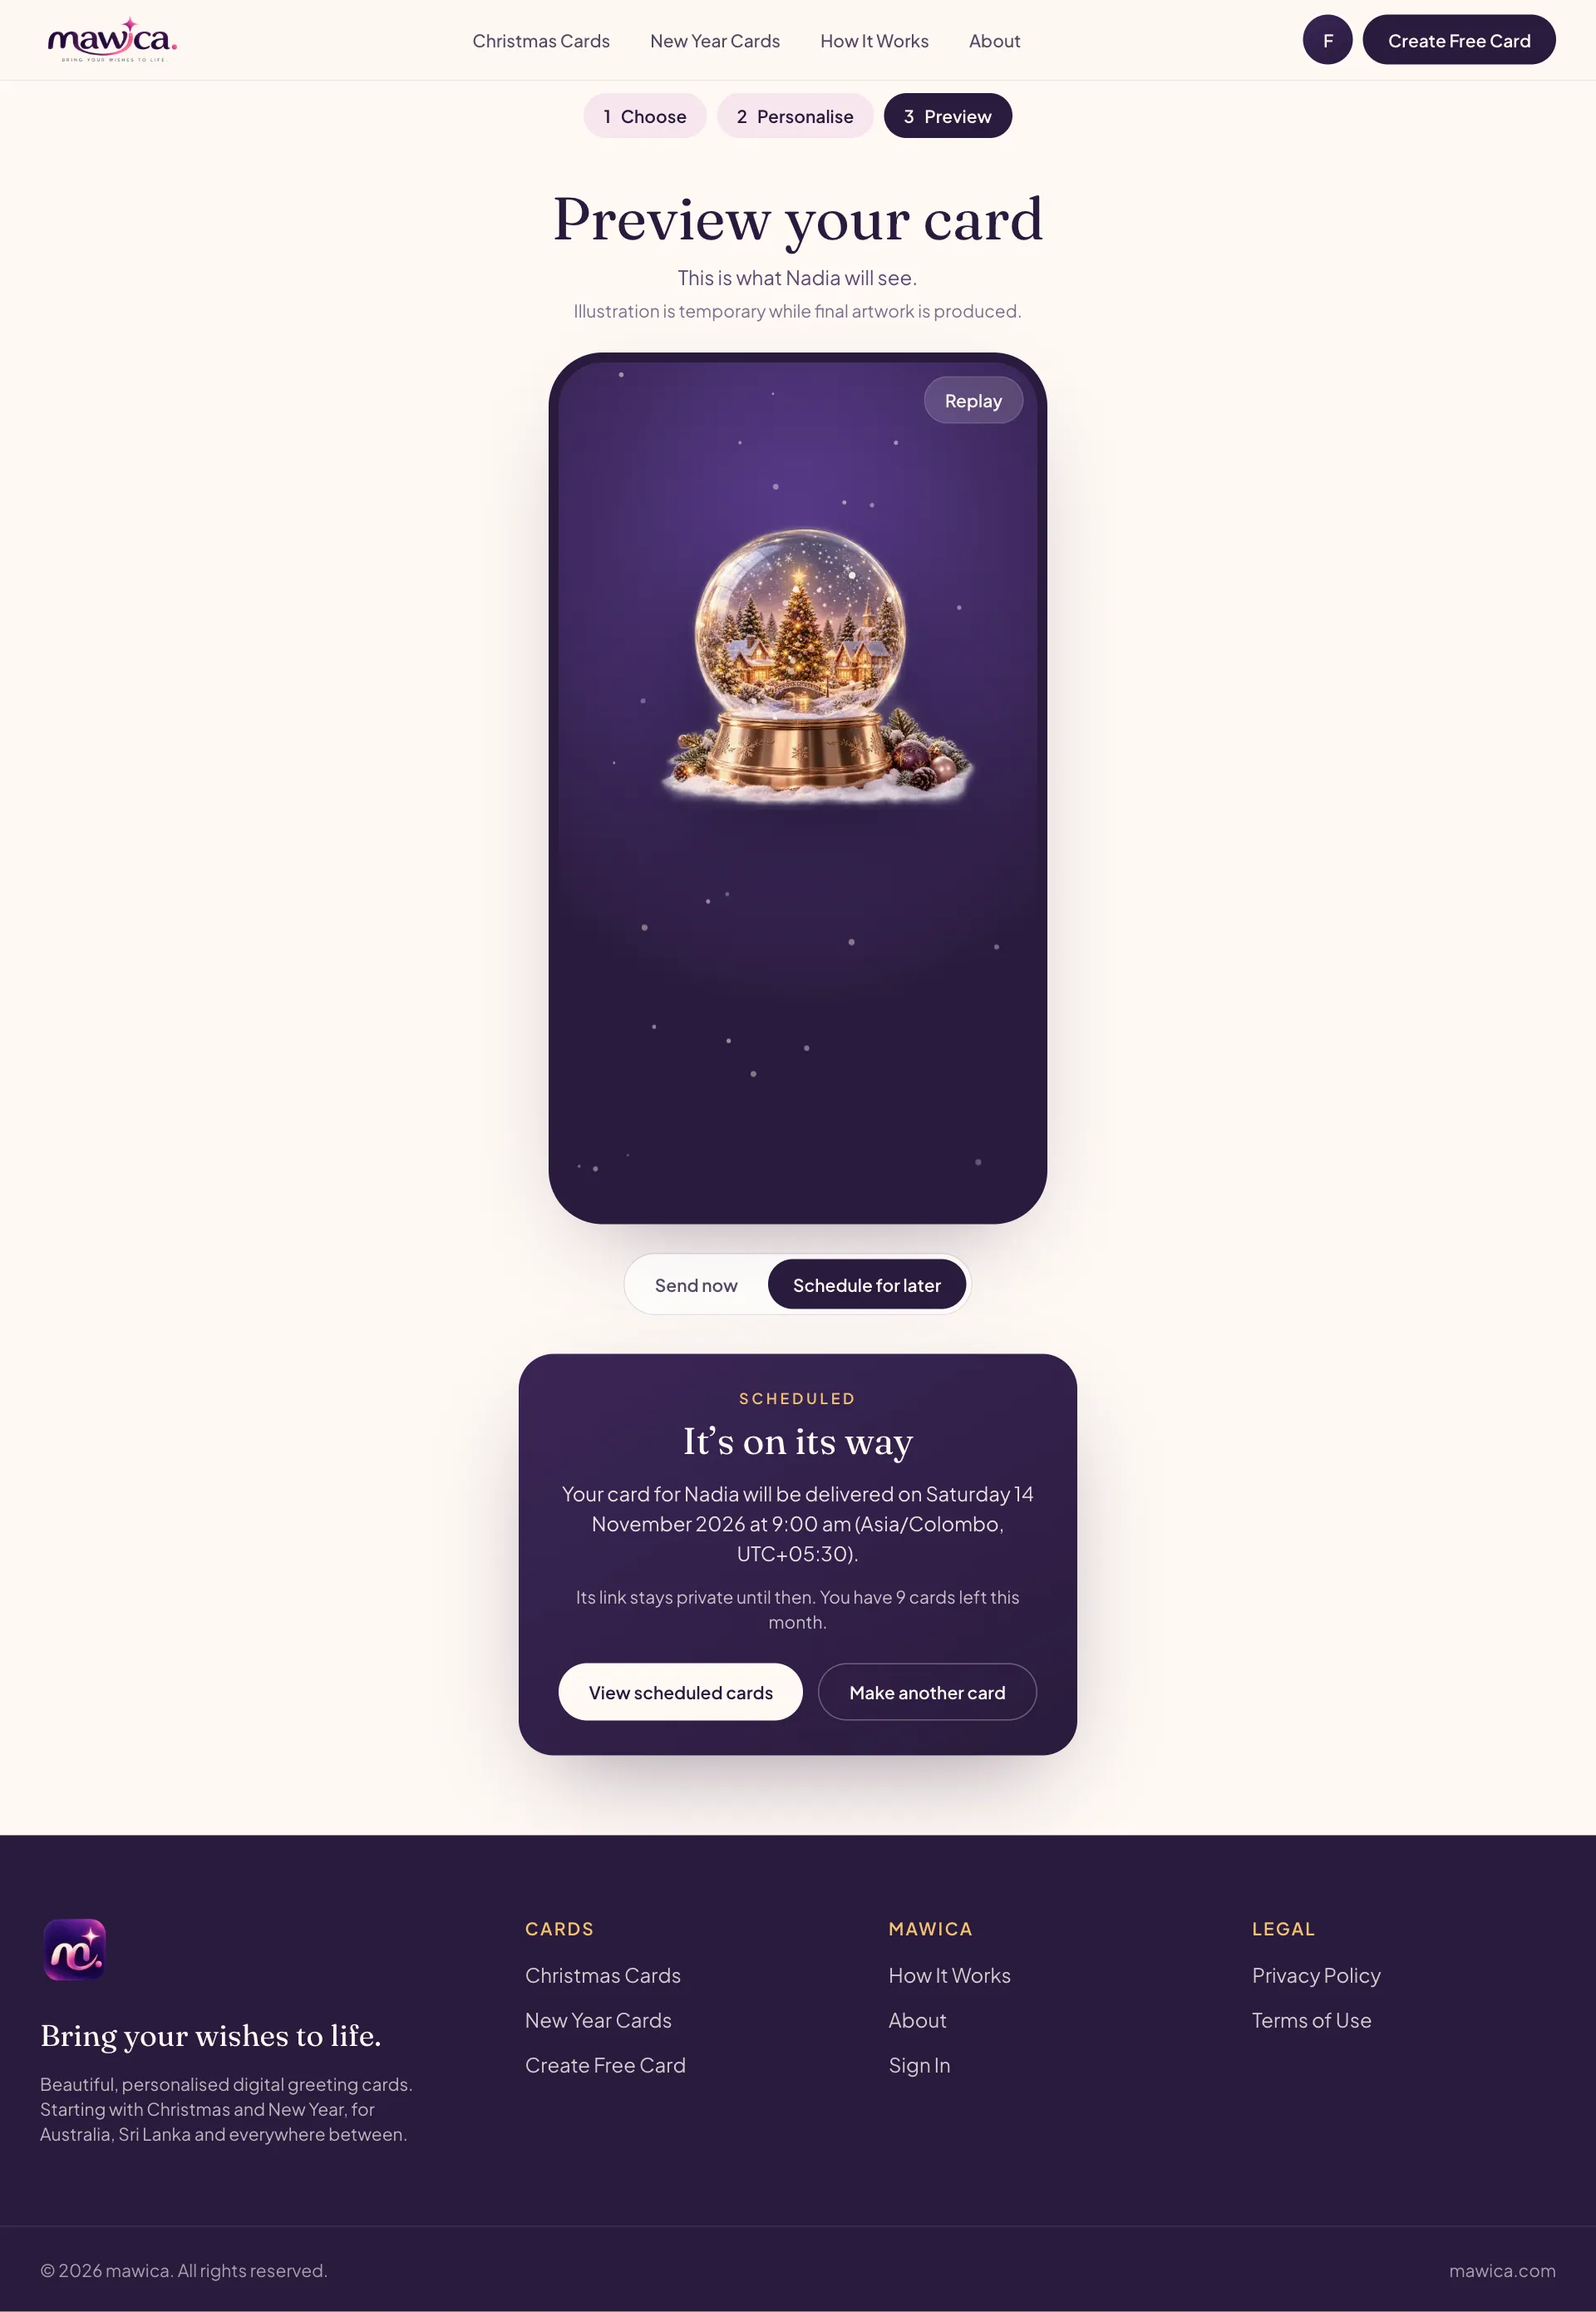 mawica.
BRING YOUR WISHES TO LIFE.
Christmas Cards
New Year Cards
How It Works
About
F
Create Free Card
1 Choose
2 Personalise
3 Preview
Preview your card
This is what Nadia will see.
Illustration is temporary while final artwork is produced.
Replay
Send now
Schedule for later
SCHEDULED
It’s on its way
Your card for Nadia will be delivered on Saturday 14
November 2026 at 9:00 am (Asia/Colombo,
UTC+05:30).
Its link stays private until then. You have 9 cards left this
month.
View scheduled cards
Make another card
m.
Bring your wishes to life.
Beautiful, personalised digital greeting cards.
Starting with Christmas and New Year, for
Australia, Sri Lanka and everywhere between.
CARDS
Christmas Cards
New Year Cards
Create Free Card
MAWICA
How It Works
About
Sign In
LEGAL
Privacy Policy
Terms of Use
© 2026 mawica. All rights reserved.
mawica.com